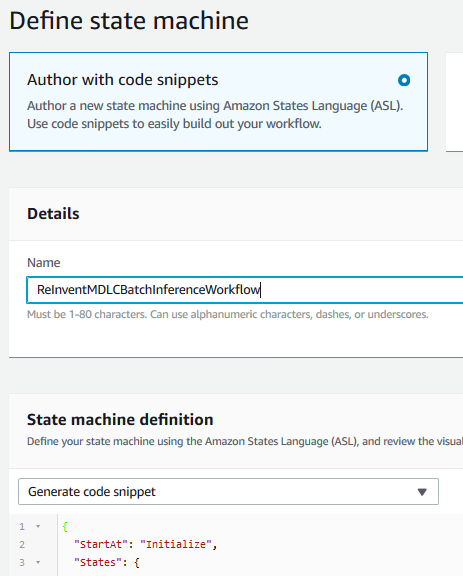 Define state machine
Author with code snippets
Author a new state machine using Amazon States Language (ASL).
Use code snippets to easily build out your workflow.
Details
Name
ReInventMDLCBatchInferenceWorkflow
Must be 1-80 characters. Can use alphanumeric characters, dashes, or underscores.
State machine definition
Define your state machine using the Amazon States Language (ASL), and review the visual
Generate code snippet
1 {
2 "StartAt": "Initialize",
3 "States": {